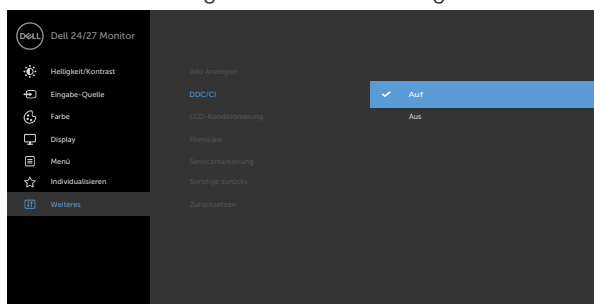 DELL
Dell 24/27 Monitor
Helligkeit/Kontrast
Info Anzeigen
Eingabe-Quelle
DDC/CI
Auf
Farbe
LCD-Konditionierung
Aus
Display
Firmware
Menü
Servicemarkierung
Individualisieren
Sonstige zurücks.
Weiteres
Zurücksetzen